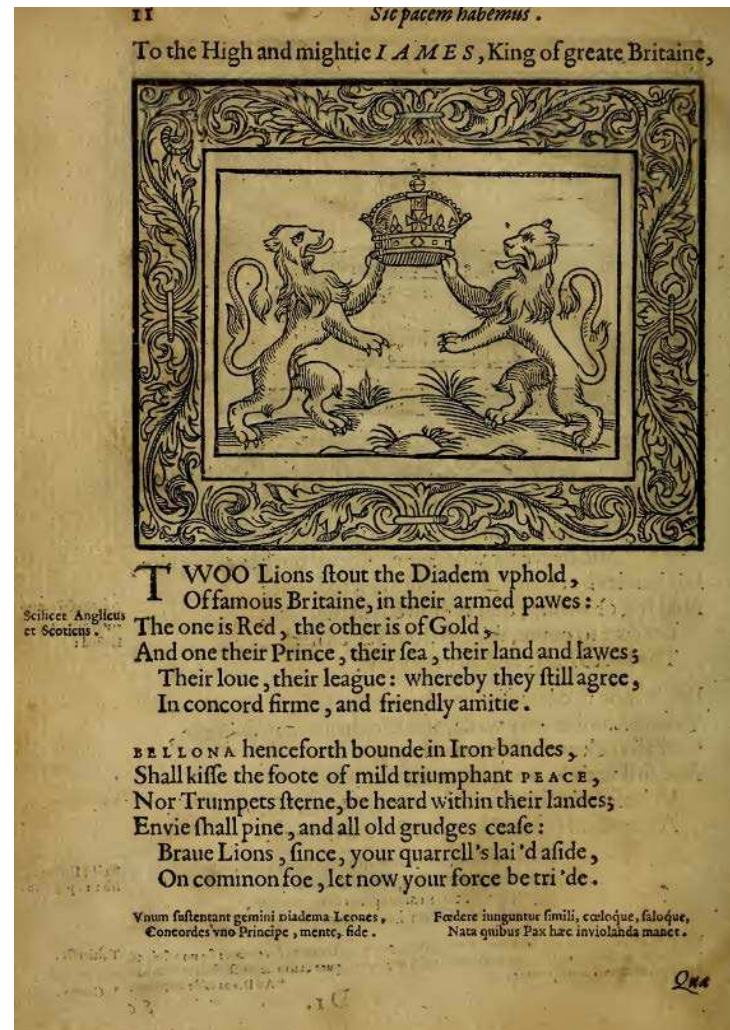 11
Sic pacem habemus.
To the High and mightie IAMES, King of greate Britaine,
TWOO Lions ſtout the Diadem vphold,
Of famous Britaine, in their armed pawes:
Scilicet Anglicus
et Scoticus.
The one is Red, the other is of Gold,
And one their Prince, their ſea, their land and lawes;
Their loue, their league: whereby they ſtill agree,
In concord firme, and friendly amitie.
BELLONA henceforth bounde in Iron bandes,
Shall kiſſe the foote of mild triumphant PEACE,
Nor Trumpets ſterne, be heard within their landes;
Envie ſhall pine, and all old grudges ceaſe:
Braue Lions, ſince, your quarrell's lai'd aſide,
On common foe, let now your force be tri'de.
Vnum ſuſtentant gemini Diadema Leones,
Concordes vno Principe, mente, fide.
Fœdere iunguntur ſimili, cœloque, ſaloque,
Nata quibus Pax hæc inviolanda manet.
Quæ